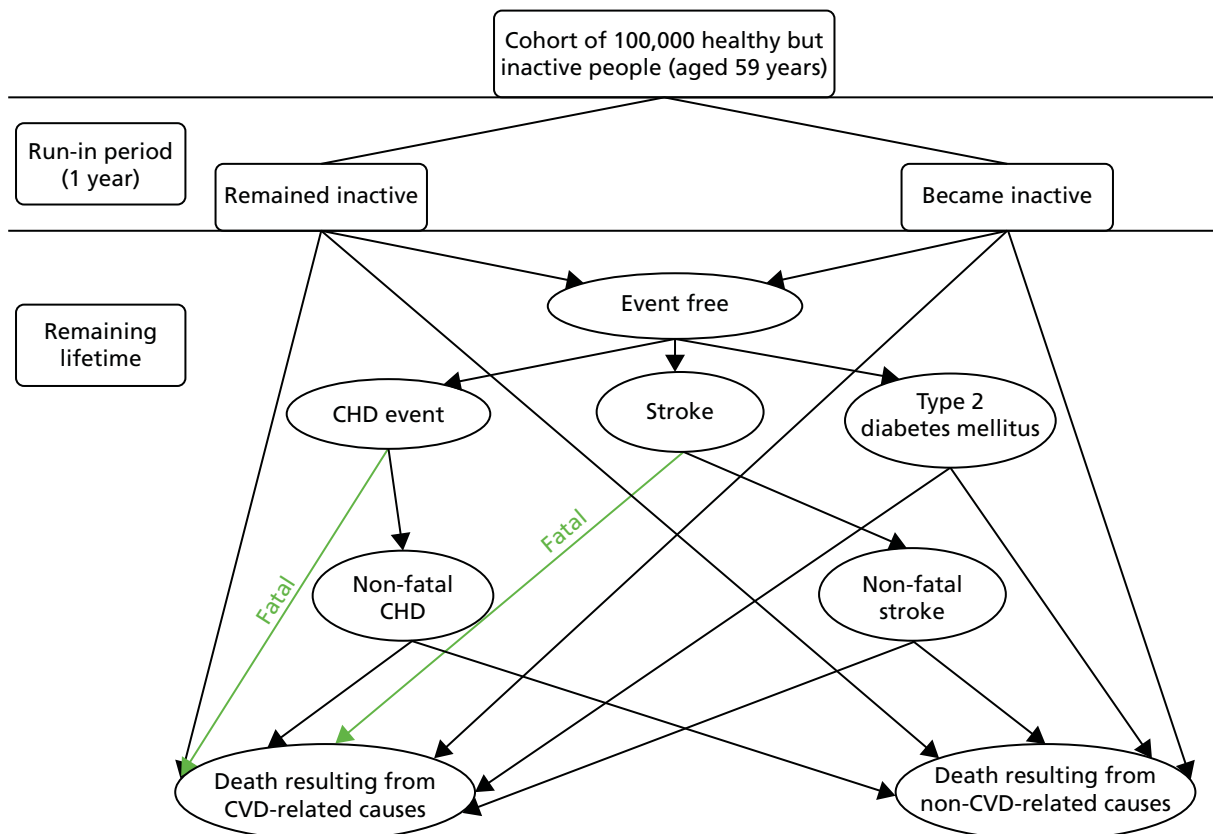 Cohort of 100,000 healthy but
inactive people (aged 59 years)
Run-in period
(1 year)
Remained inactive
Became inactive
Remaining
lifetime
Event free
CHD event
Stroke
Type 2
diabetes mellitus
Fatal
Fatal
Non-fatal
CHD
Non-fatal
stroke
Death resulting from
CVD-related causes
Death resulting from
non-CVD-related causes